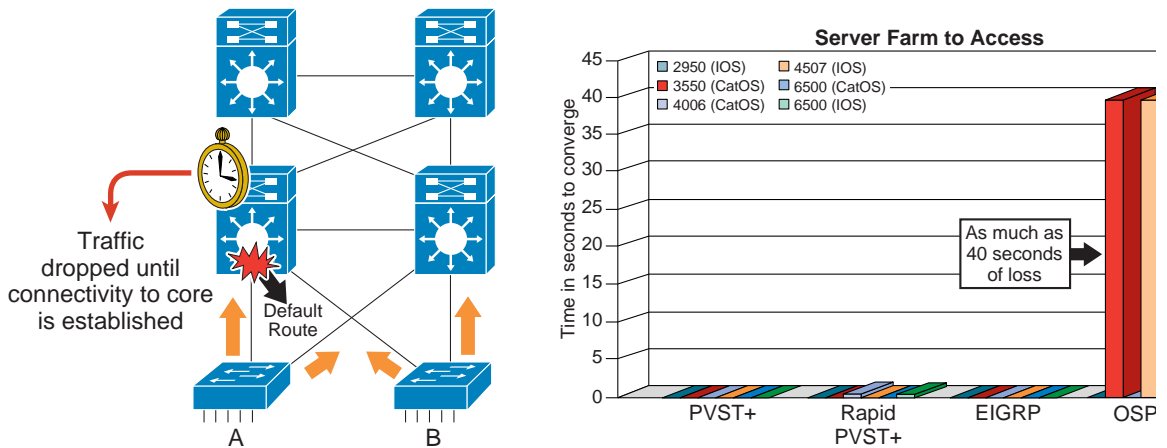 Traffic
dropped until
connectivity to core
is established
Default
Route
A
B
Server Farm to Access
Time in seconds to converge
45
40
35
30
25
20
15
10
5
0
2950 (IOS)
3550 (CatOS)
4006 (CatOS)
4507 (IOS)
6500 (CatOS)
6500 (IOS)
As much as
40 seconds
of loss
PVST+
Rapid
PVST+
EIGRP
OSP